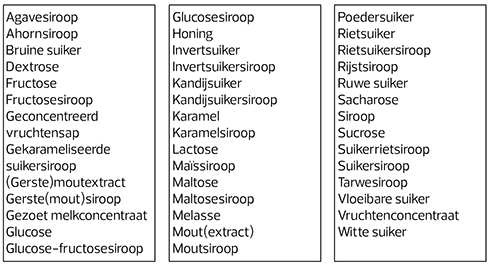 Agavesiroop
Ahornsiroop
Bruine suiker
Dextrose
Fructose
Fructosesiroop
Geconcentreerd
vruchtensap
Gekarameliseerde
suikersiroop
(Gerste)moutextract
Gerste(mout)siroop
Gezoet melkconcentraat
Glucose
Glucose-fructosesiroop
Glucosesiroop
Honing
Invertsuiker
Invertsuikersiroop
Kandijsuiker
Kandijsuikersiroop
Karamel
Karamelsiroop
Lactose
Maïssiroop
Maltose
Maltosesiroop
Melasse
Mout(extract)
Moutsiroop
Poedersuiker
Rietsuiker
Rietsuikersiroop
Rijstsiroop
Ruwe suiker
Sacharose
Siroop
Sucrose
Suikerrietsiroop
Suikersiroop
Tarwesiroop
Vloeibare suiker
Vruchtenconcentraat
Witte suiker